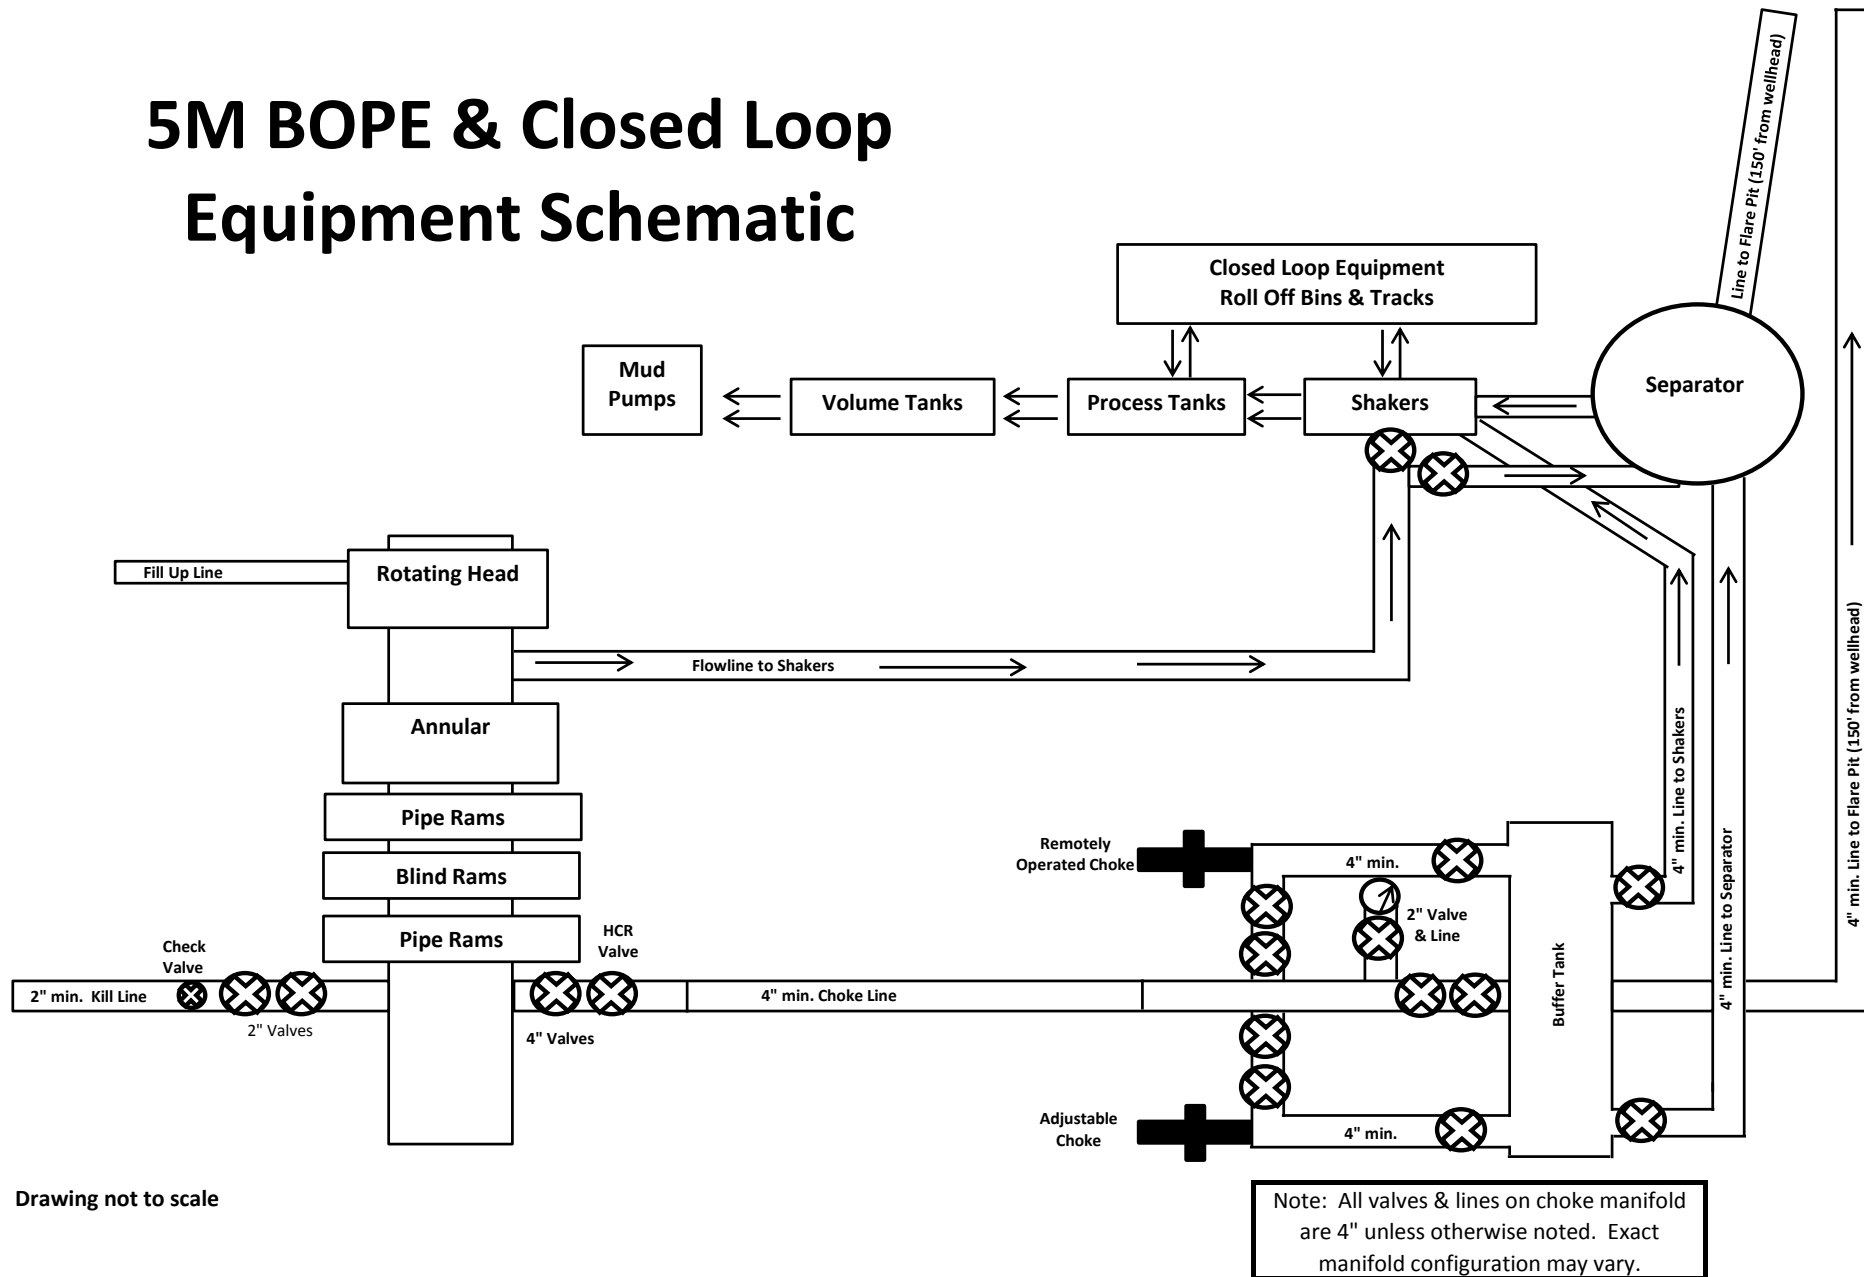 5M BOPE & Closed Loop
Equipment Schematic
Line to Flare Pit (150' from wellhead)
Closed Loop Equipment
Roll Off Bins & Tracks
Mud
Pumps
Volume Tanks
Process Tanks
Shakers
Separator
Fill Up Line
Rotating Head
Flowline to Shakers
Annular
Pipe Rams
Blind Rams
Pipe Rams
Check
Valve
HCR
Valve
2" min.  Kill Line
2" Valves
4" Valves
4" min. Choke Line
Remotely
Operated Choke
4" min.
2" Valve
& Line
Adjustable
Choke
4" min.
Buffer Tank
4" min. Line to Shakers
4" min. Line to Separator
4" min. Line to Flare Pit (150' from wellhead)
Drawing not to scale
Note:  All valves & lines on choke manifold
are 4" unless otherwise noted.  Exact
manifold configuration may vary.